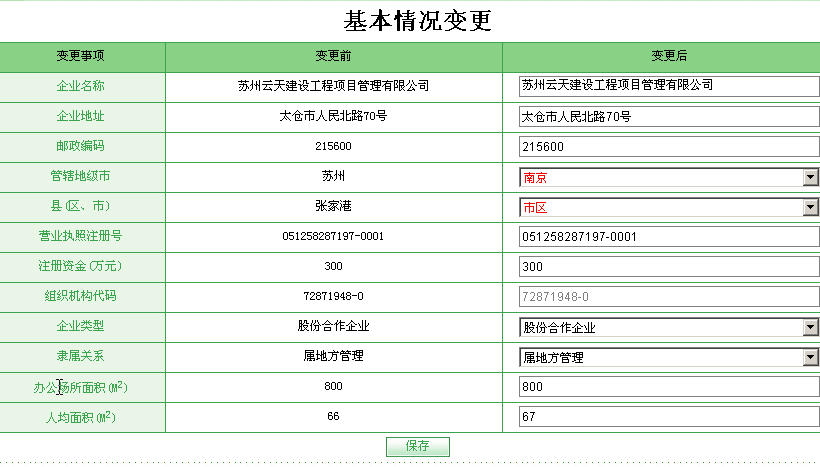 基本情况变更
变更事项 变更前 变更后
企业名称 苏州云天建设工程项目管理有限公司 苏州云天建设工程项目管理有限公司
企业地址 太仓市人民北路70号 太仓市人民北路70号
邮政编码 215600 215600
管辖地级市 苏州 南京
县(区、市) 张家港 市区
营业执照注册号 051258287197-0001 051258287197-0001
注册资金(万元) 300 300
组织机构代码 72871948-0 72871948-0
企业类型 股份合作企业 股份合作企业
隶属关系 属地方管理 属地方管理
办公场所面积(M²) 800 800
人均面积(M²) 66 67
保存